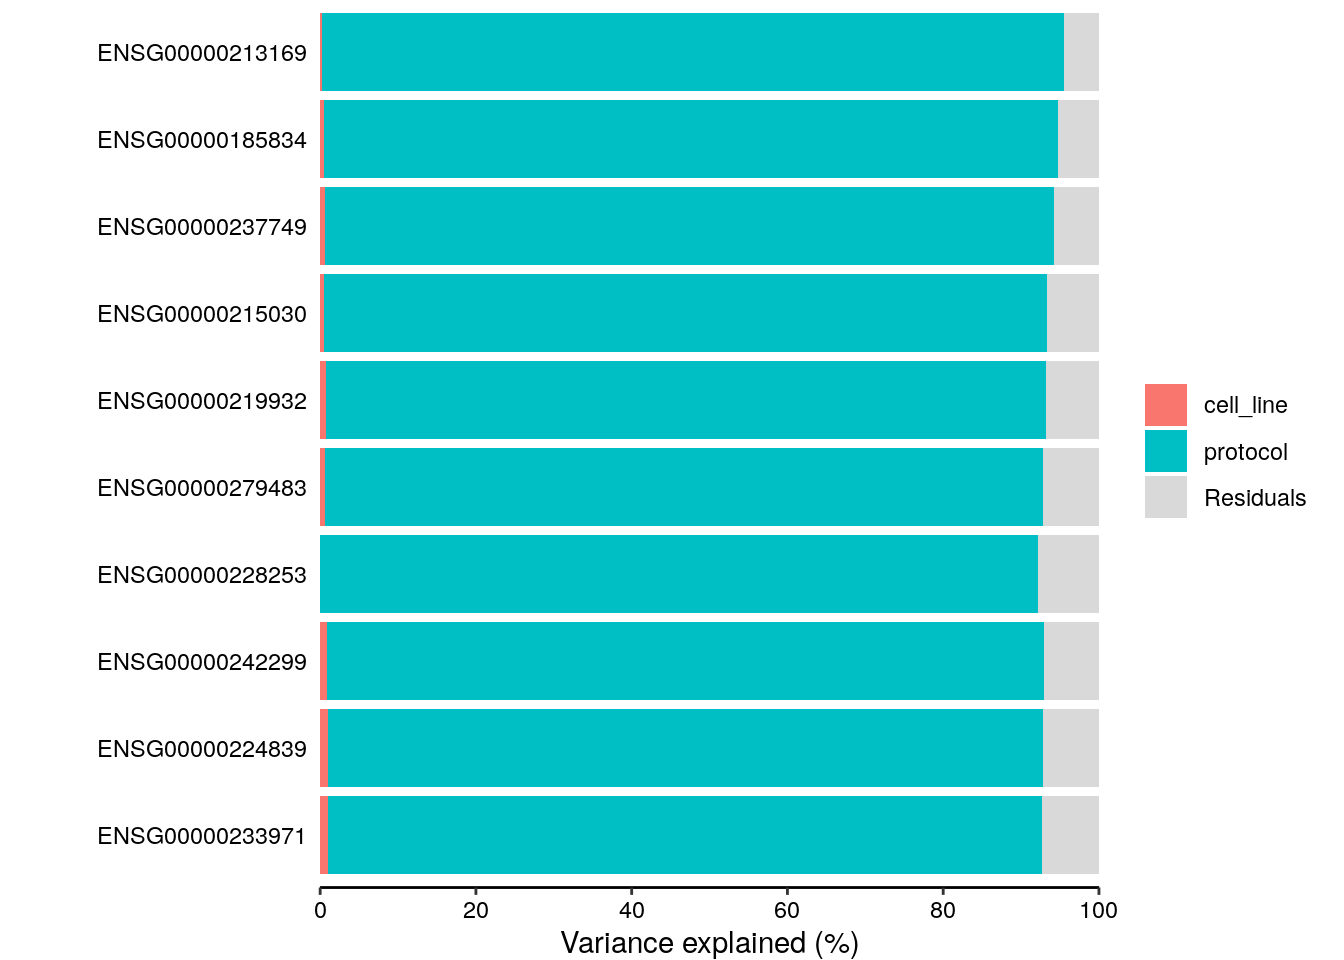 ENSG00000213169
ENSG00000185834
ENSG00000237749
ENSG00000215030
ENSG00000219932
ENSG00000279483
ENSG00000228253
ENSG00000242299
ENSG00000224839
ENSG00000233971
cell_line
protocol
Residuals
0 20 40 60 80 100
Variance explained (%)